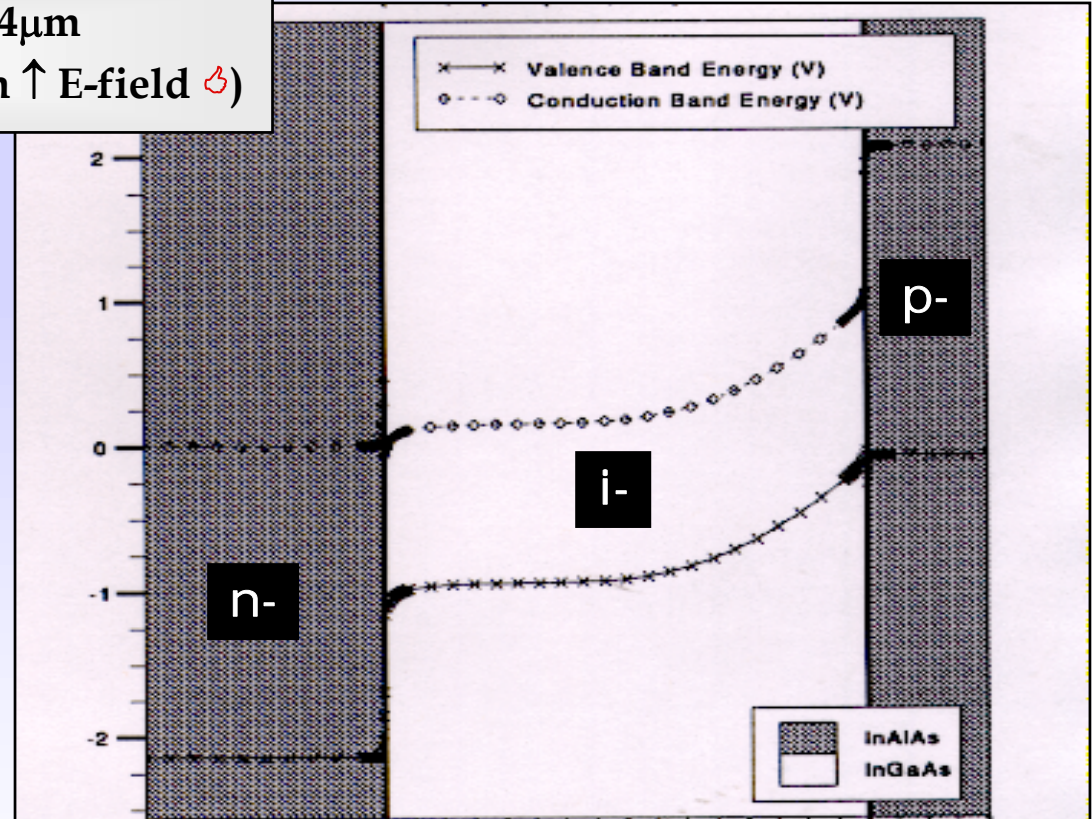 4μm
↑ E-field 👍)
Valence Band Energy (V)
Conduction Band Energy (V)
2
1
p-
0
i-
-1
n-
-2
InAlAs
InGaAs